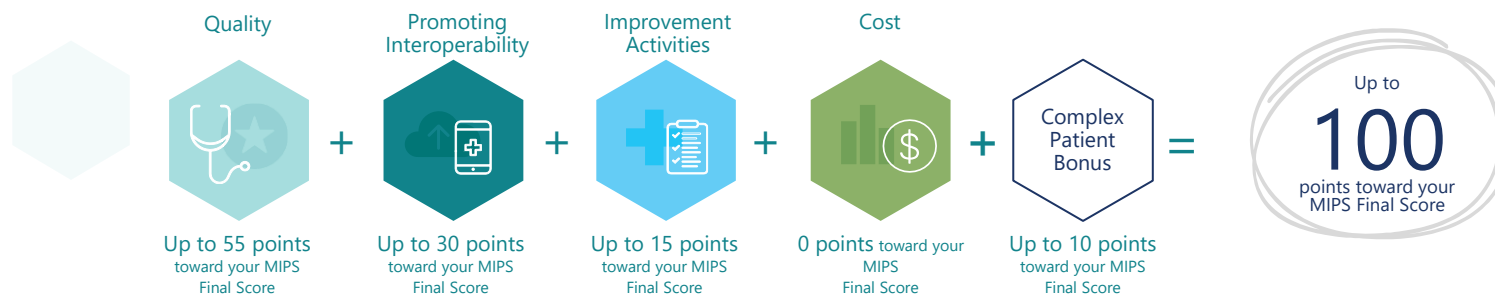 Quality
Promoting
Interoperability
Improvement
Activities
Cost
+
+
+
$
+
Complex
Patient
Bonus
=
Up to
100
points toward your
MIPS Final Score
Up to 55 points
toward your MIPS
Final Score
Up to 30 points
toward your MIPS
Final Score
Up to 15 points
toward your MIPS
Final Score
0 points toward your
MIPS
Final Score
Up to 10 points
toward your MIPS
Final Score